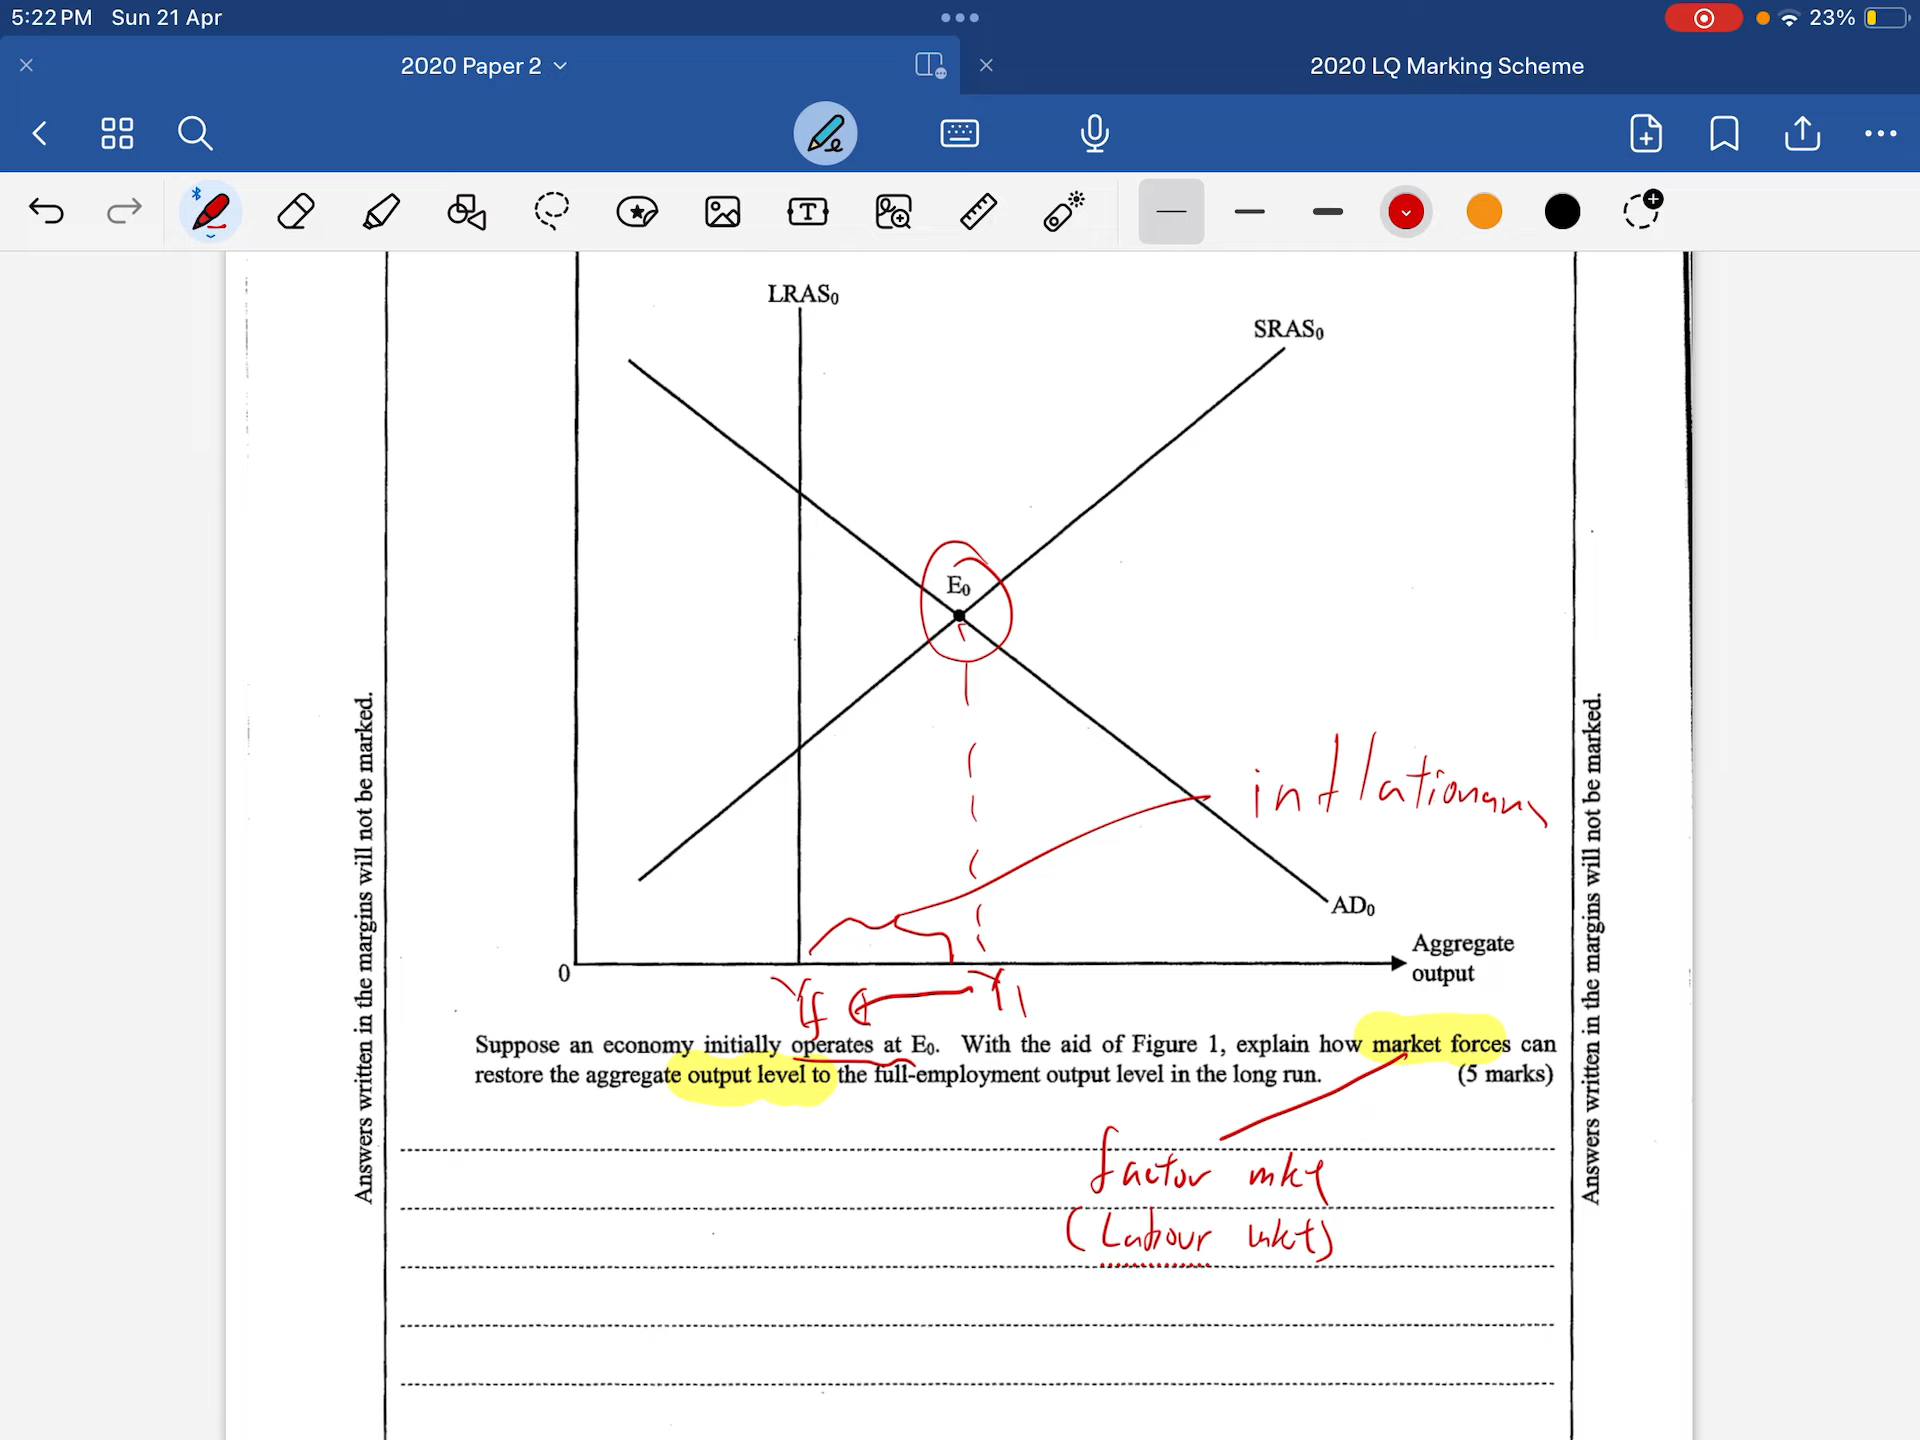 5:22 PM Sun 21 Apr
23%
2020 Paper 2
2020 LQ Marking Scheme
LRAS0
SRAS0
E0
inflationary
AD0
Aggregate
output
0
Yf
Y1
Suppose an economy initially operates at E0. With the aid of Figure 1, explain how market forces can
restore the aggregate output level to the full-employment output level in the long run. (5 marks)
factor mkt
(Labour mkt)
Answers written in the margins will not be marked.
Answers written in the margins will not be marked.